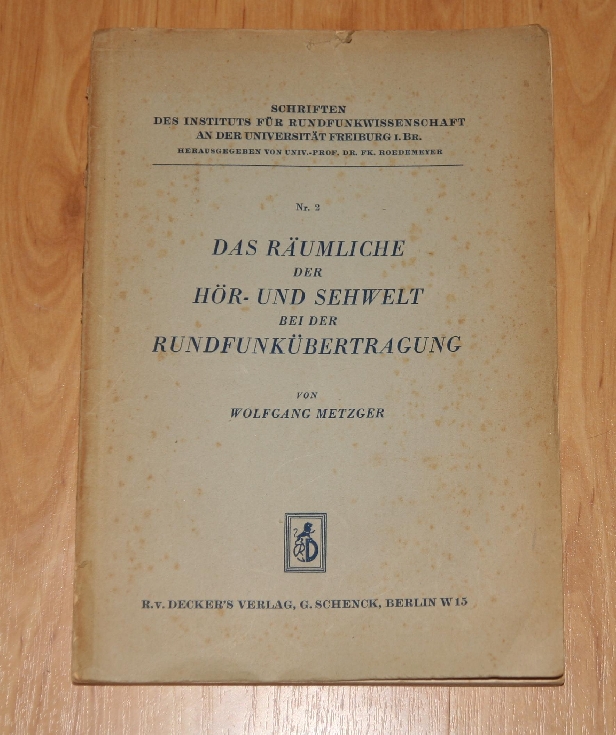 SCHRIFTEN
DES INSTITUTS FÜR RUNDFUNKWISSENSCHAFT
AN DER UNIVERSITÄT FREIBURG I. BR.
HERAUSGEGEBEN VON UNIV.-PROF. DR. FK. ROEDEMEYER
Nr. 2
DAS RÄUMLICHE
DER
HÖR- UND SEHWELT
BEI DER
RUNDFUNKÜBERTRAGUNG
VON
WOLFGANG METZGER
D
R.v. DECKER'S VERLAG, G. SCHENCK, BERLIN W 15